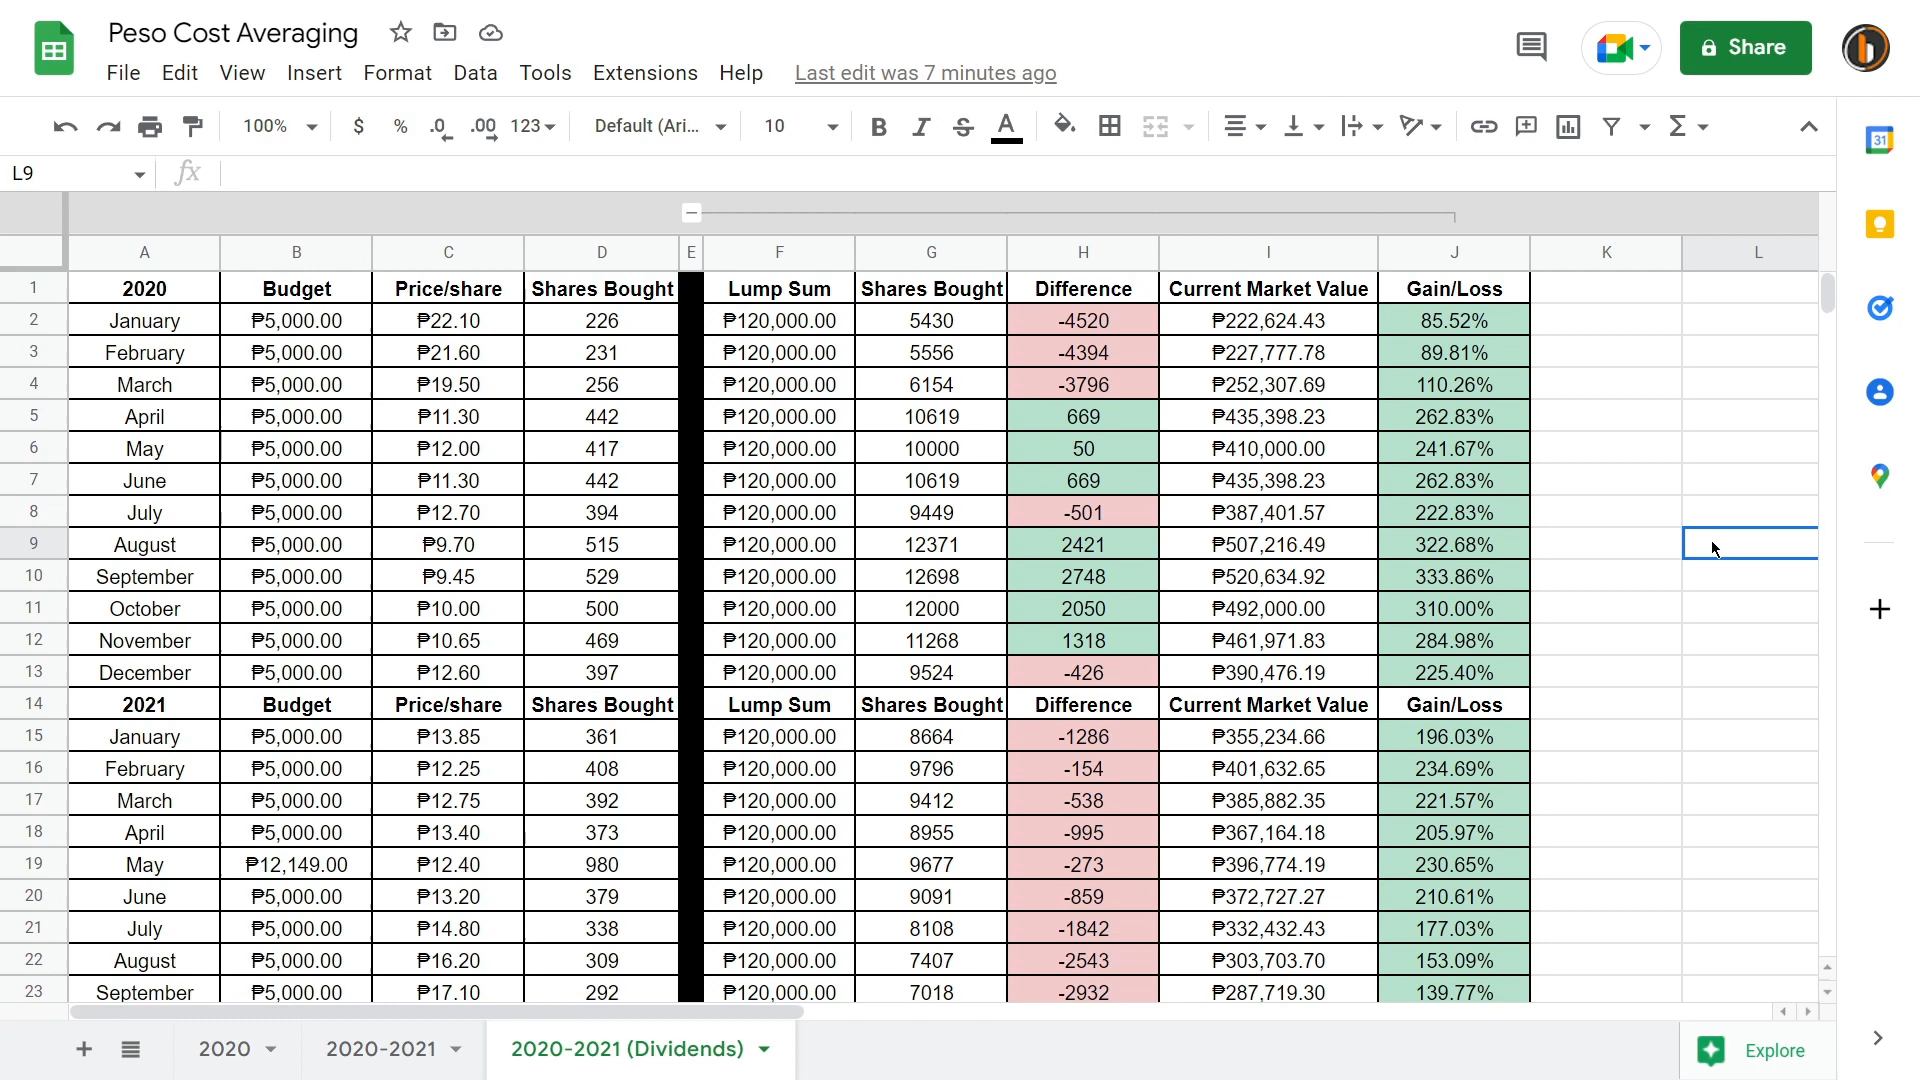 Peso Cost Averaging
File Edit View Insert Format Data Tools Extensions Help Last edit was 7 minutes ago
Share
100% $ % .0 .00 123 Default (Ari... 10 B I S A Σ
31
L9 fx
A B C D E F G H I J K L
1 2020 Budget Price/share Shares Bought Lump Sum Shares Bought Difference Current Market Value Gain/Loss
2 January ₱5,000.00 ₱22.10 226 ₱120,000.00 5430 -4520 ₱222,624.43 85.52%
3 February ₱5,000.00 ₱21.60 231 ₱120,000.00 5556 -4394 ₱227,777.78 89.81%
4 March ₱5,000.00 ₱19.50 256 ₱120,000.00 6154 -3796 ₱252,307.69 110.26%
5 April ₱5,000.00 ₱11.30 442 ₱120,000.00 10619 669 ₱435,398.23 262.83%
6 May ₱5,000.00 ₱12.00 417 ₱120,000.00 10000 50 ₱410,000.00 241.67%
7 June ₱5,000.00 ₱11.30 442 ₱120,000.00 10619 669 ₱435,398.23 262.83%
8 July ₱5,000.00 ₱12.70 394 ₱120,000.00 9449 -501 ₱387,401.57 222.83%
9 August ₱5,000.00 ₱9.70 515 ₱120,000.00 12371 2421 ₱507,216.49 322.68%
10 September ₱5,000.00 ₱9.45 529 ₱120,000.00 12698 2748 ₱520,634.92 333.86%
11 October ₱5,000.00 ₱10.00 500 ₱120,000.00 12000 2050 ₱492,000.00 310.00%
12 November ₱5,000.00 ₱10.65 469 ₱120,000.00 11268 1318 ₱461,971.83 284.98%
13 December ₱5,000.00 ₱12.60 397 ₱120,000.00 9524 -426 ₱390,476.19 225.40%
14 2021 Budget Price/share Shares Bought Lump Sum Shares Bought Difference Current Market Value Gain/Loss
15 January ₱5,000.00 ₱13.85 361 ₱120,000.00 8664 -1286 ₱355,234.66 196.03%
16 February ₱5,000.00 ₱12.25 408 ₱120,000.00 9796 -154 ₱401,632.65 234.69%
17 March ₱5,000.00 ₱12.75 392 ₱120,000.00 9412 -538 ₱385,882.35 221.57%
18 April ₱5,000.00 ₱13.40 373 ₱120,000.00 8955 -995 ₱367,164.18 205.97%
19 May ₱12,149.00 ₱12.40 980 ₱120,000.00 9677 -273 ₱396,774.19 230.65%
20 June ₱5,000.00 ₱13.20 379 ₱120,000.00 9091 -859 ₱372,727.27 210.61%
21 July ₱5,000.00 ₱14.80 338 ₱120,000.00 8108 -1842 ₱332,432.43 177.03%
22 August ₱5,000.00 ₱16.20 309 ₱120,000.00 7407 -2543 ₱303,703.70 153.09%
23 September ₱5,000.00 ₱17.10 292 ₱120,000.00 7018 -2932 ₱287,719.30 139.77%
2020 2020-2021 2020-2021 (Dividends) Explore